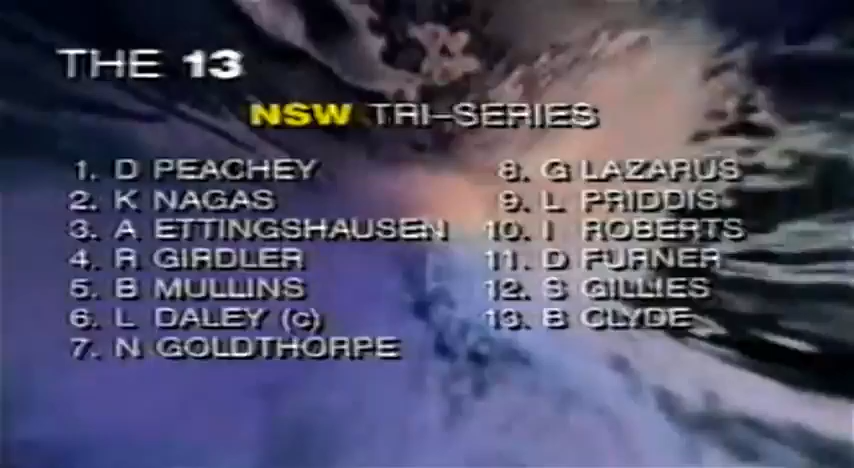 THE 13
NSW TRI-SERIES
1. D PEACHEY
2. K NAGAS
3. A ETTINGSHAUSEN
4. R GIRDLER
5. B MULLINS
6. L DALEY (c)
7. N GOLDTHORPE
8. G LAZARUS
9. L PRIDDIS
10. I ROBERTS
11. D FURNER
12. S GILLIES
13. B CLYDE